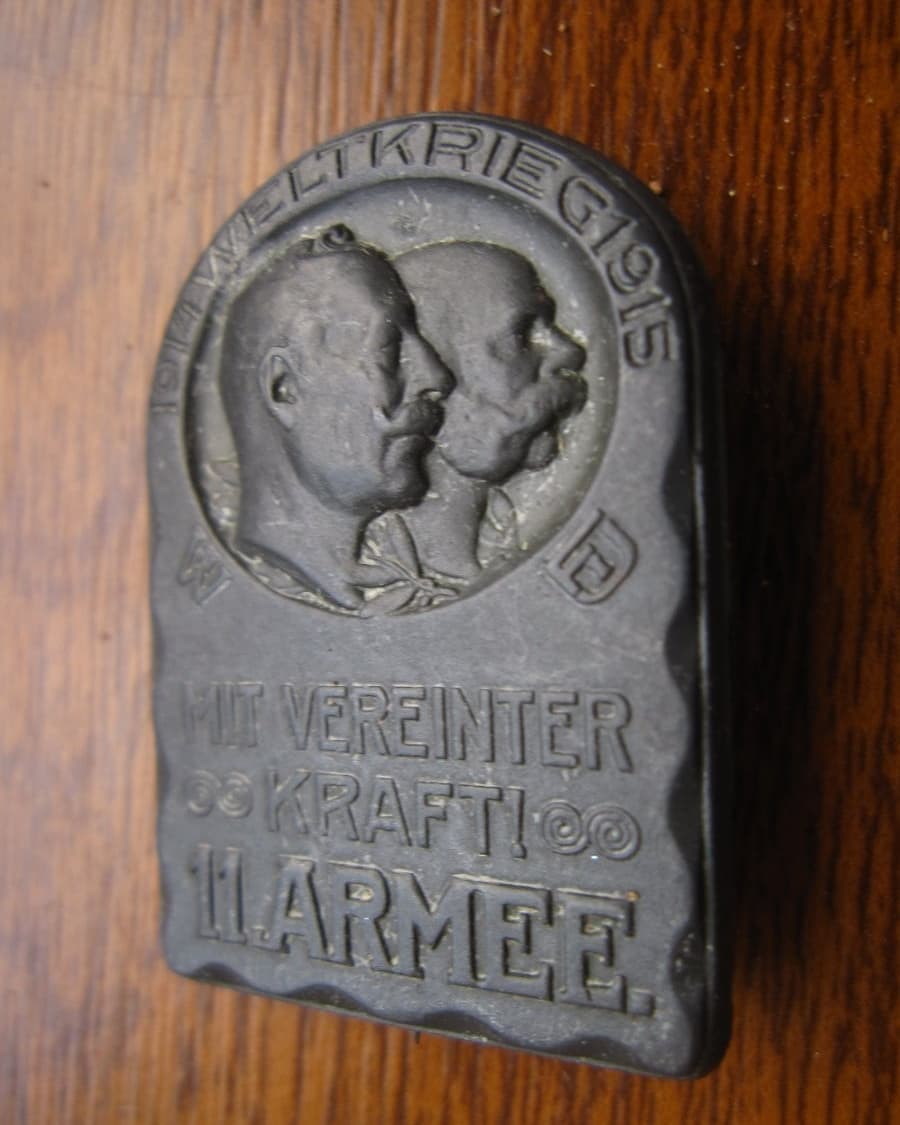 1914 WELTKRIEG 1915
W D
MIT VEREINTER
KRAFT!
11.ARMEE.